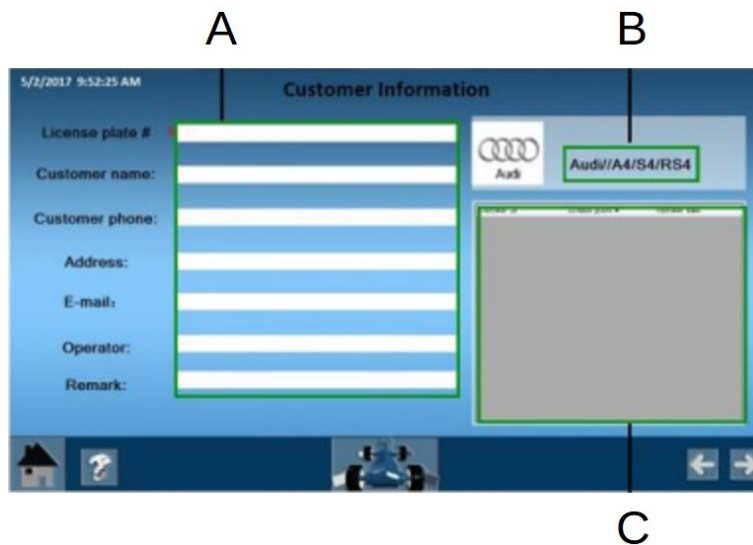 A
B
5/2/2017 9:52:25 AM
Customer Information
License plate #
Audi
Audi//A4/S4/RS4
Customer name:
Customer phone:
Address:
E-mail:
Operator:
Remark:
?
C